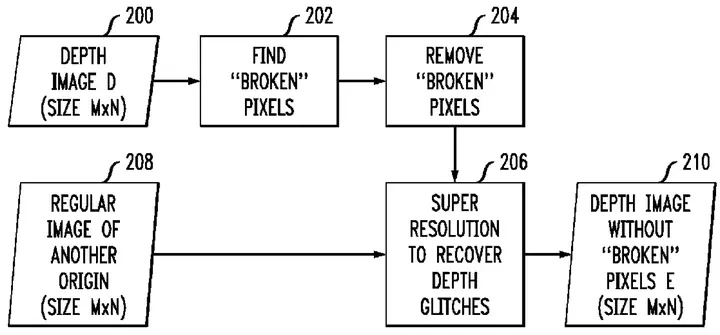 200
DEPTH
IMAGE D
(SIZE MxN)
202
FIND
“BROKEN”
PIXELS
204
REMOVE
“BROKEN”
PIXELS
208
REGULAR
IMAGE OF
ANOTHER
ORIGIN
(SIZE MxN)
206
SUPER
RESOLUTION
TO RECOVER
DEPTH
GLITCHES
210
DEPTH IMAGE
WITHOUT
“BROKEN”
PIXELS E
(SIZE MxN)